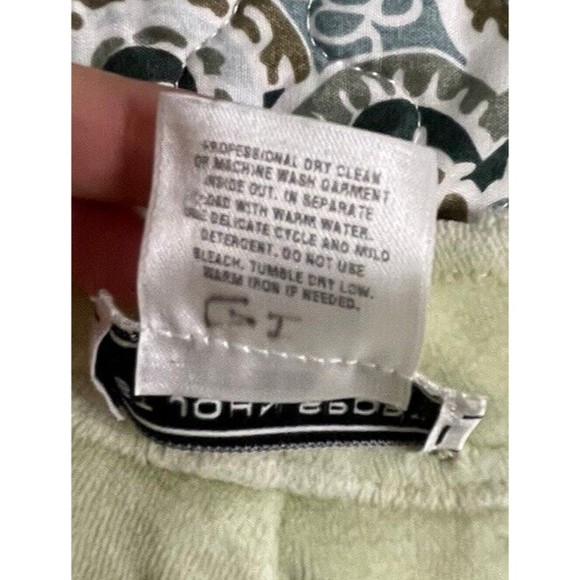 PROFESSIONAL DRY CLEAN
OR MACHINE WASH GARMENT
INSIDE OUT. IN SEPARATE
LOAD WITH WARM WATER.
USE DELICATE CYCLE AND MILD
DETERGENT. DO NOT USE
BLEACH. TUMBLE DRY LOW.
WARM IRON IF NEEDED.
JOHN